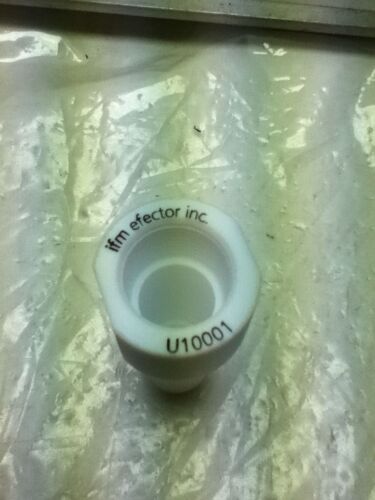 ifm efector inc.
U10001